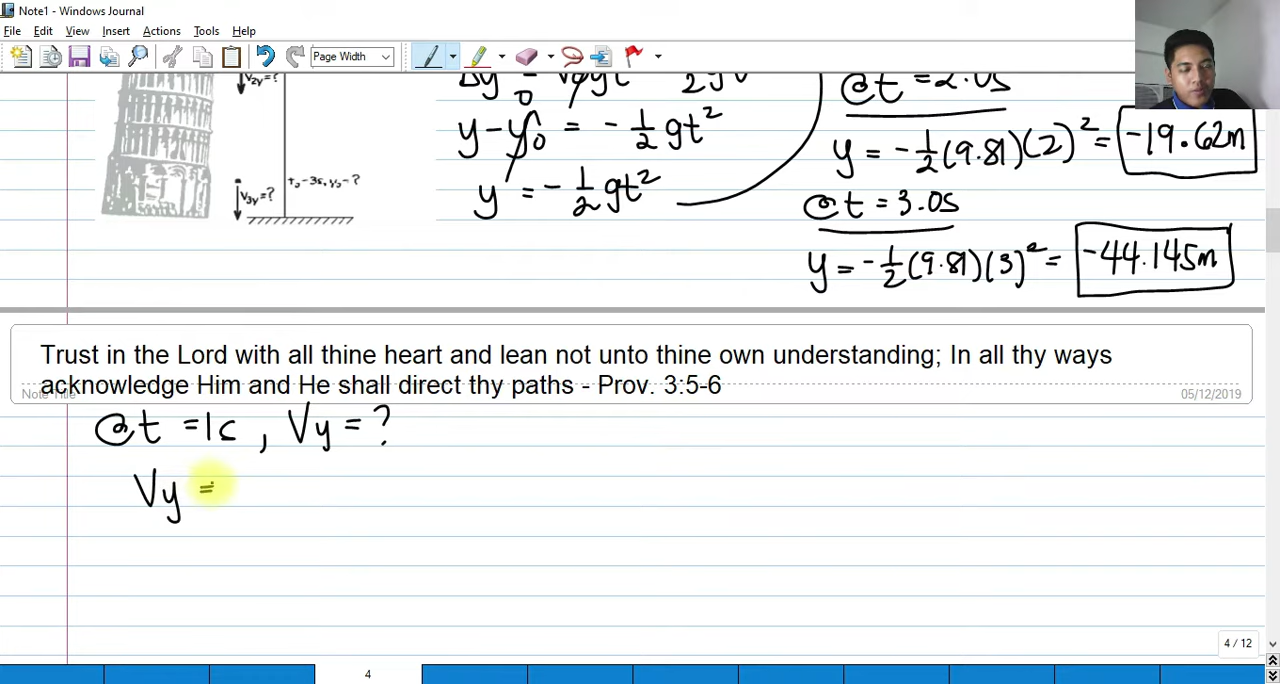 Note1 - Windows Journal
File Edit View Insert Actions Tools Help
Page Width
V2y=?
V3y=?
y-y0 = -1/2 gt²
y = -1/2 gt²
@t =2.0s
y = -1/2(9.81)(2)² = -19.62m
@t = 3.0s
y = -1/2(9.81)(3)² = -44.145m
Trust in the Lord with all thine heart and lean not unto thine own understanding; In all thy ways
acknowledge Him and He shall direct thy paths - Prov. 3:5-6
Note Title
05/12/2019
@t =1s, Vy = ?
Vy =
4 / 12
4